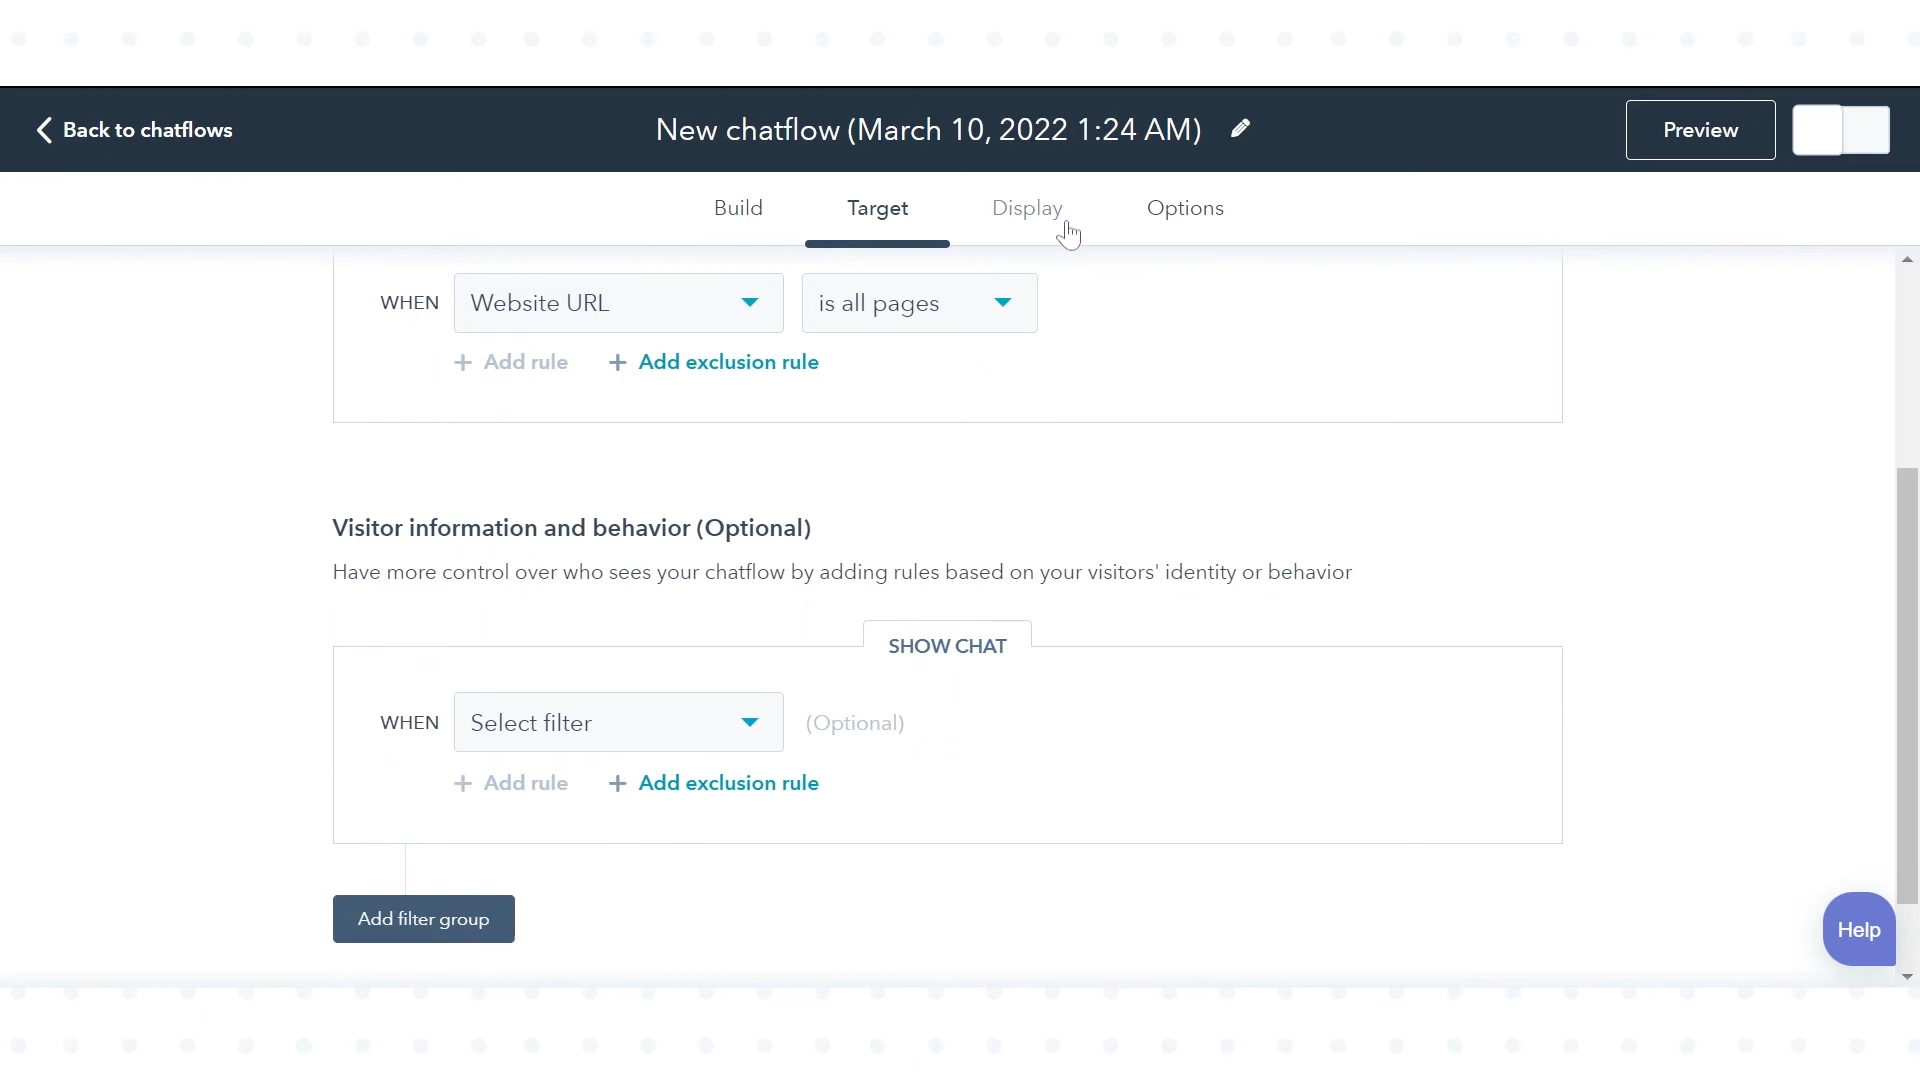 Back to chatflows
New chatflow (March 10, 2022 1:24 AM)
Preview
Build
Target
Display
Options
WHEN
Website URL
is all pages
+ Add rule
+ Add exclusion rule
Visitor information and behavior (Optional)
Have more control over who sees your chatflow by adding rules based on your visitors' identity or behavior
SHOW CHAT
WHEN
Select filter
(Optional)
+ Add rule
+ Add exclusion rule
Add filter group
Help